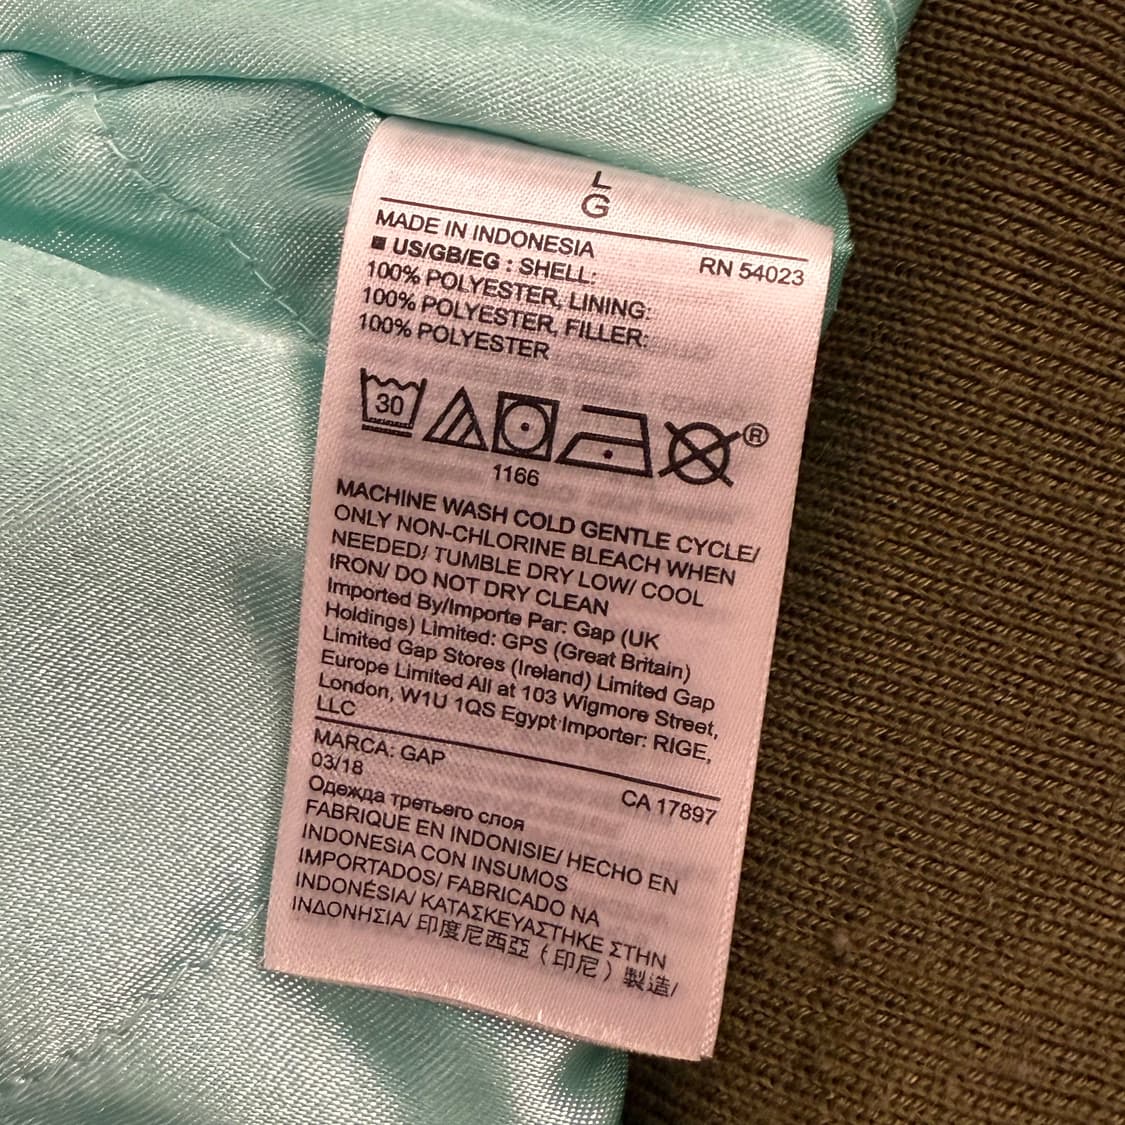 L
G
MADE IN INDONESIA
RN 54023
■ US/GB/EG : SHELL:
100% POLYESTER, LINING:
100% POLYESTER, FILLER:
100% POLYESTER
30
®
1166
MACHINE WASH COLD GENTLE CYCLE/
ONLY NON-CHLORINE BLEACH WHEN
NEEDED/ TUMBLE DRY LOW/ COOL
IRON/ DO NOT DRY CLEAN
Imported By/Importe Par: Gap (UK
Holdings) Limited: GPS (Great Britain)
Limited Gap Stores (Ireland) Limited Gap
Europe Limited All at 103 Wigmore Street,
London, W1U 1QS Egypt Importer: RIGE,
LLC
MARCA: GAP
CA 17897
03/18
Одежда третьего слоя
FABRIQUE EN INDONISIE/ HECHO EN
INDONESIA CON INSUMOS
IMPORTADOS/ FABRICADO NA
INDONÉSIA/ ΚΑΤΑΣΚΕΥΑΣΤΗΚΕ ΣΤΗΝ
ΙΝΔΟΝΗΣΙΑ/ 印度尼西亞（印尼）製造/